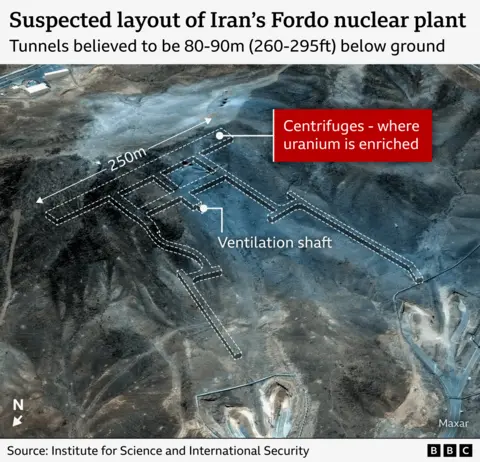 Suspected layout of Iran's Fordo nuclear plant
Tunnels believed to be 80-90m (260-295ft) below ground
Centrifuges - where
uranium is enriched
250m
Ventilation shaft
N
Maxar
Source: Institute for Science and International Security
BBC